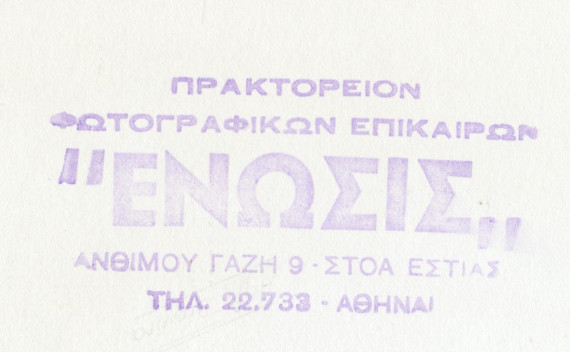 ΠΡΑΚΤΟΡΕΙΟΝ
ΦΩΤΟΓΡΑΦΙΚΩΝ ΕΠΙΚΑΙΡΩΝ
"ΕΝΩΣΙΣ„
ΑΝΘΙΜΟΥ ΓΑΖΗ 9 - ΣΤΟΑ ΕΣΤΙΑΣ
ΤΗΛ. 22.733 - ΑΘΗΝΑΙ